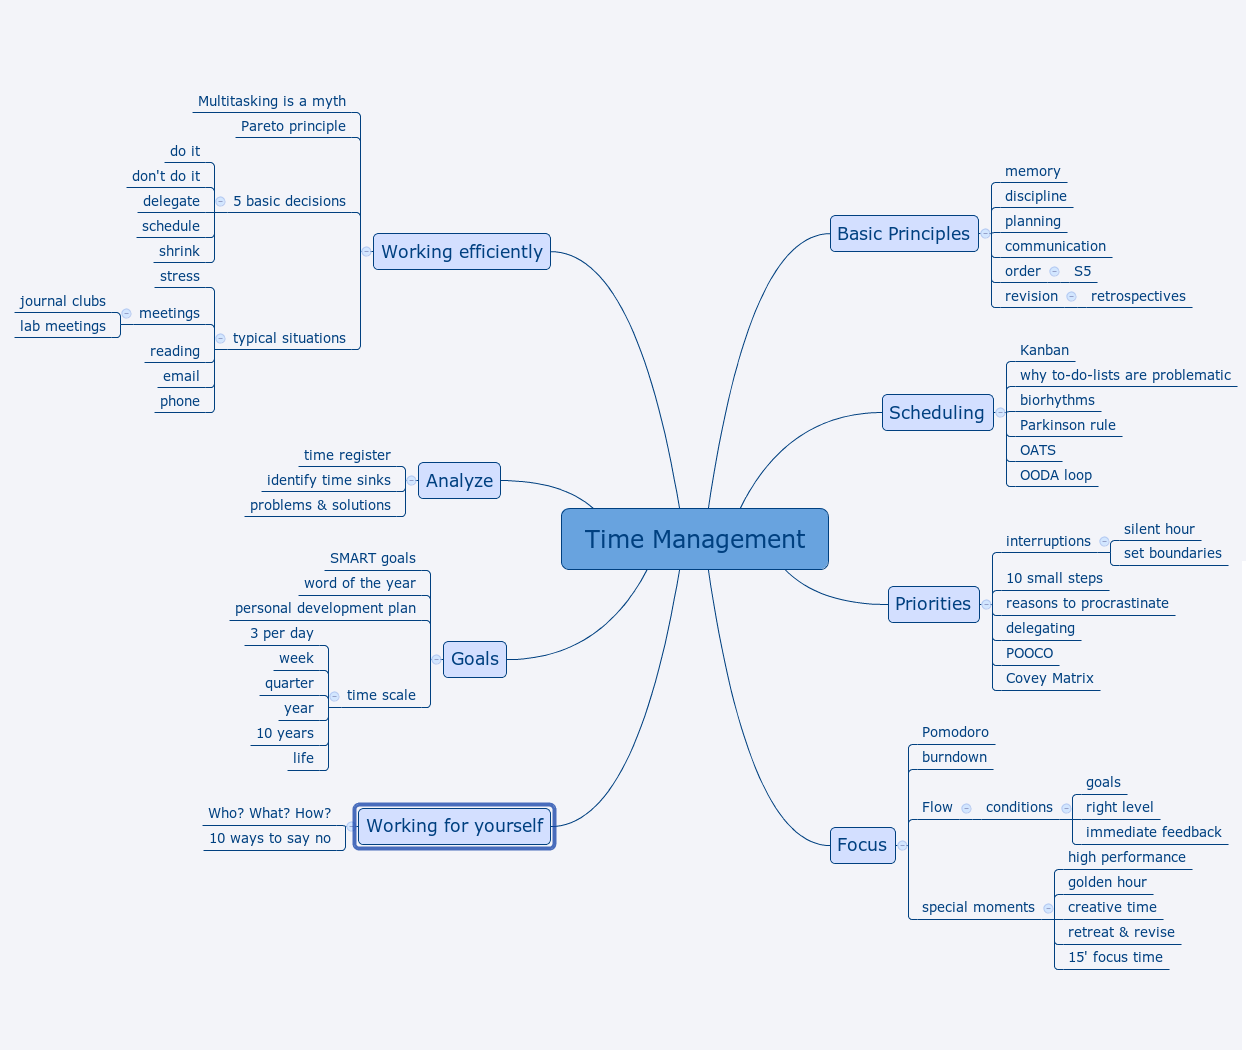 Time Management
Working efficiently
Multitasking is a myth
Pareto principle
5 basic decisions
do it
don't do it
delegate
schedule
shrink
typical situations
stress
meetings
journal clubs
lab meetings
reading
email
phone
Analyze
time register
identify time sinks
problems & solutions
Goals
SMART goals
word of the year
personal development plan
time scale
3 per day
week
quarter
year
10 years
life
Working for yourself
Who? What? How?
10 ways to say no
Basic Principles
memory
discipline
planning
communication
order
S5
revision
retrospectives
Scheduling
Kanban
why to-do-lists are problematic
biorhythms
Parkinson rule
OATS
OODA loop
Priorities
interruptions
silent hour
set boundaries
10 small steps
reasons to procrastinate
delegating
POOCO
Covey Matrix
Focus
Pomodoro
burndown
Flow
conditions
goals
right level
immediate feedback
special moments
high performance
golden hour
creative time
retreat & revise
15' focus time